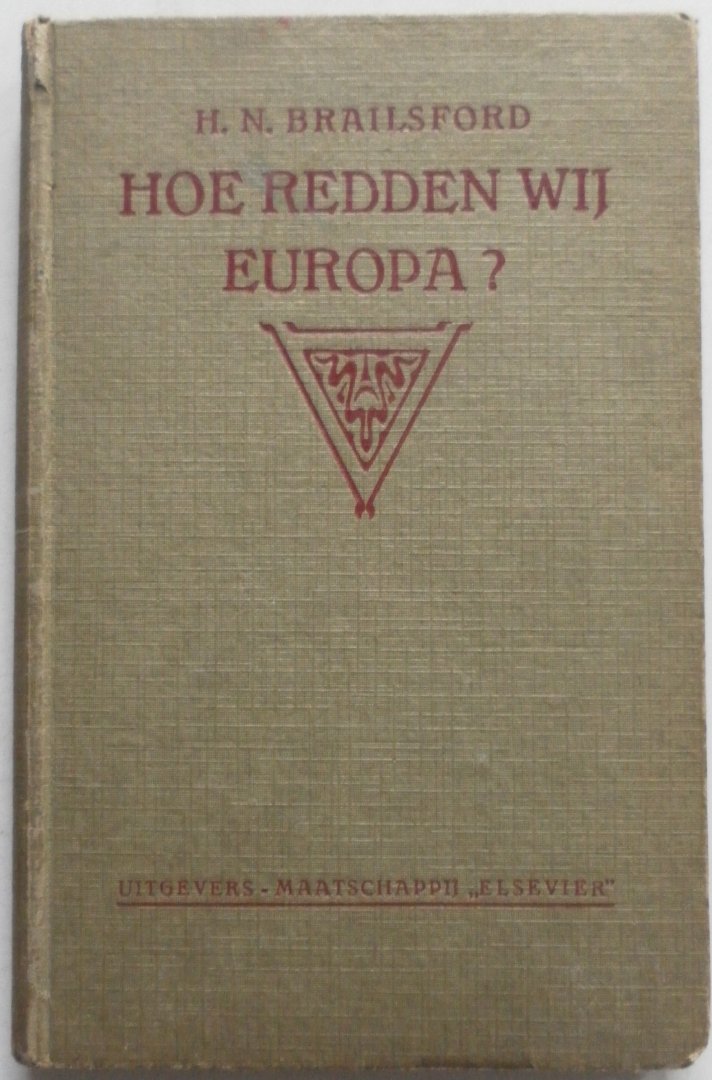 H. N. BRAILSFORD
HOE REDDEN WIJ
EUROPA ?
UITGEVERS - MAATSCHAPPIJ „ELSEVIER"